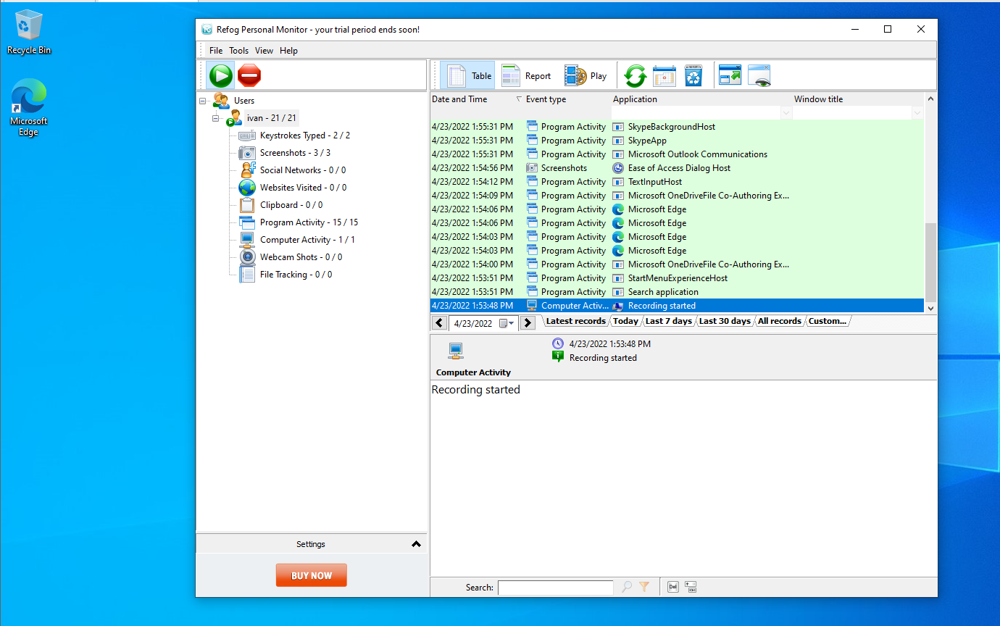 Recycle Bin
Microsoft
Edge
Refog Personal Monitor - your trial period ends soon!
File Tools View Help
Table Report Play
Users
ivan - 21 / 21
Keystrokes Typed - 2 / 2
Screenshots - 3 / 3
Social Networks - 0 / 0
Websites Visited - 0 / 0
Clipboard - 0 / 0
Program Activity - 15 / 15
Computer Activity - 1 / 1
Webcam Shots - 0 / 0
File Tracking - 0 / 0
Settings
BUY NOW
Date and Time Event type Application Window title
4/23/2022 1:55:31 PM Program Activity SkypeBackgroundHost
4/23/2022 1:55:31 PM Program Activity SkypeApp
4/23/2022 1:55:31 PM Program Activity Microsoft Outlook Communications
4/23/2022 1:54:56 PM Screenshots Ease of Access Dialog Host
4/23/2022 1:54:12 PM Program Activity TextInputHost
4/23/2022 1:54:09 PM Program Activity Microsoft OneDriveFile Co-Authoring Ex...
4/23/2022 1:54:06 PM Program Activity Microsoft Edge
4/23/2022 1:54:06 PM Program Activity Microsoft Edge
4/23/2022 1:54:03 PM Program Activity Microsoft Edge
4/23/2022 1:54:03 PM Program Activity Microsoft Edge
4/23/2022 1:54:00 PM Program Activity Microsoft OneDriveFile Co-Authoring Ex...
4/23/2022 1:53:51 PM Program Activity StartMenuExperienceHost
4/23/2022 1:53:51 PM Program Activity Search application
4/23/2022 1:53:48 PM Computer Activ... Recording started
4/23/2022 Latest records Today Last 7 days Last 30 days All records Custom...
4/23/2022 1:53:48 PM
Recording started
Computer Activity
Recording started
Search: Del